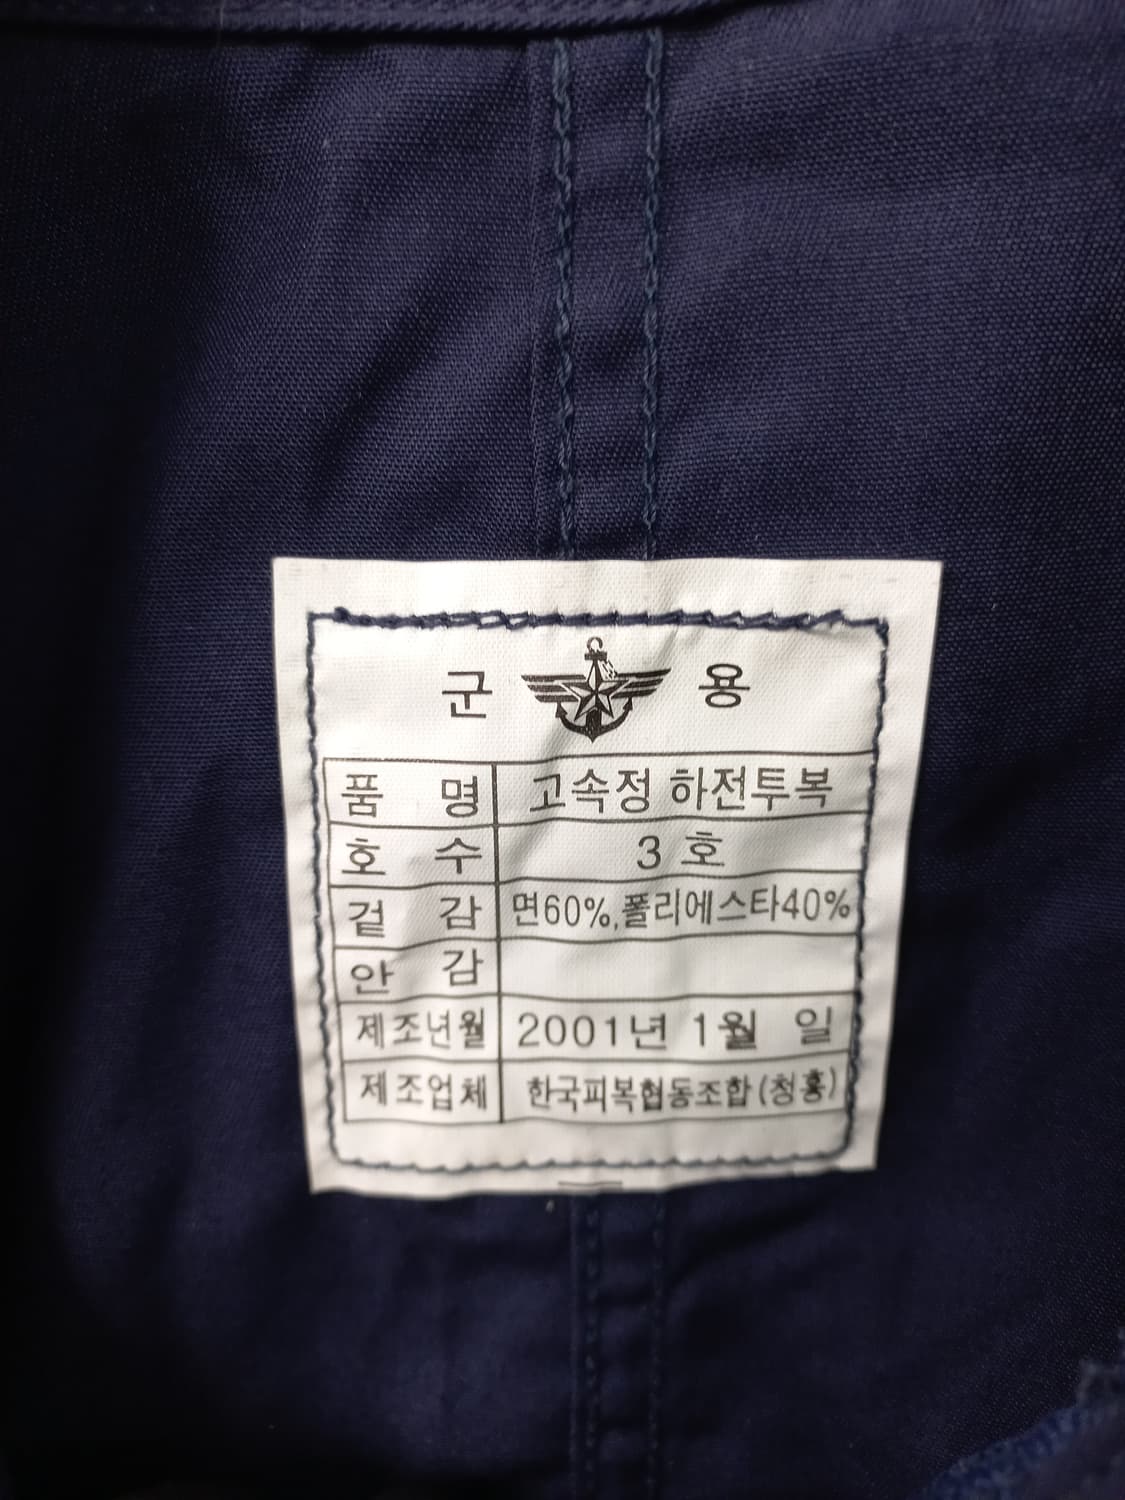 군 용
품 명 고속정 하전투복
호 수 3 호
겉 감 면60%,폴리에스타40%
안 감
제조년월 2001년 1월 일
제조업체 한국피복협동조합(청홍)